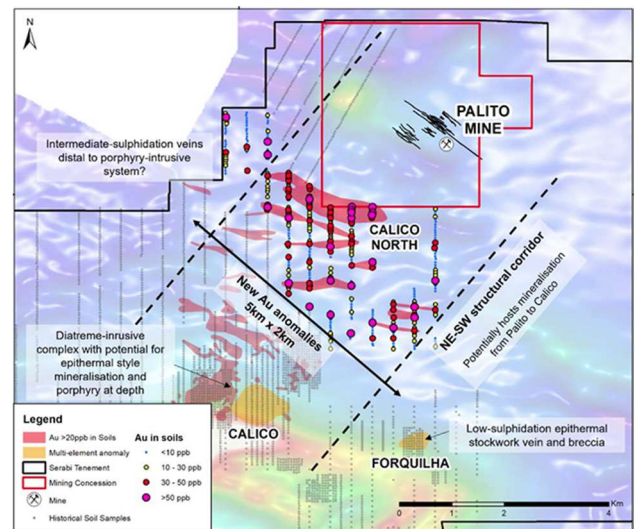 N
Intermediate-sulphidation veins
distal to porphyry-intrusive
system?
PALITO
MINE
CALICO
NORTH
New Au anomalies
5km x 2km
NE-SW structural corridor
Potentially hosts mineralisation
from Palito to Calico
Diatreme-inrusive
complex with potential for
epithermal style
mineralisation and
porphyry at depth
CALICO
Low-sulphidation epithermal
stockwork vein and breccia
FORQUILHA
Legend
Au >20ppb in Soils
Multi-element anomaly
Serabi Tenement
Mining Concession
Mine
Historical Soil Samples
Au in soils
<10 ppb
10 - 30 ppb
30 - 50 ppb
>50 ppb
0 1 2 4
Km